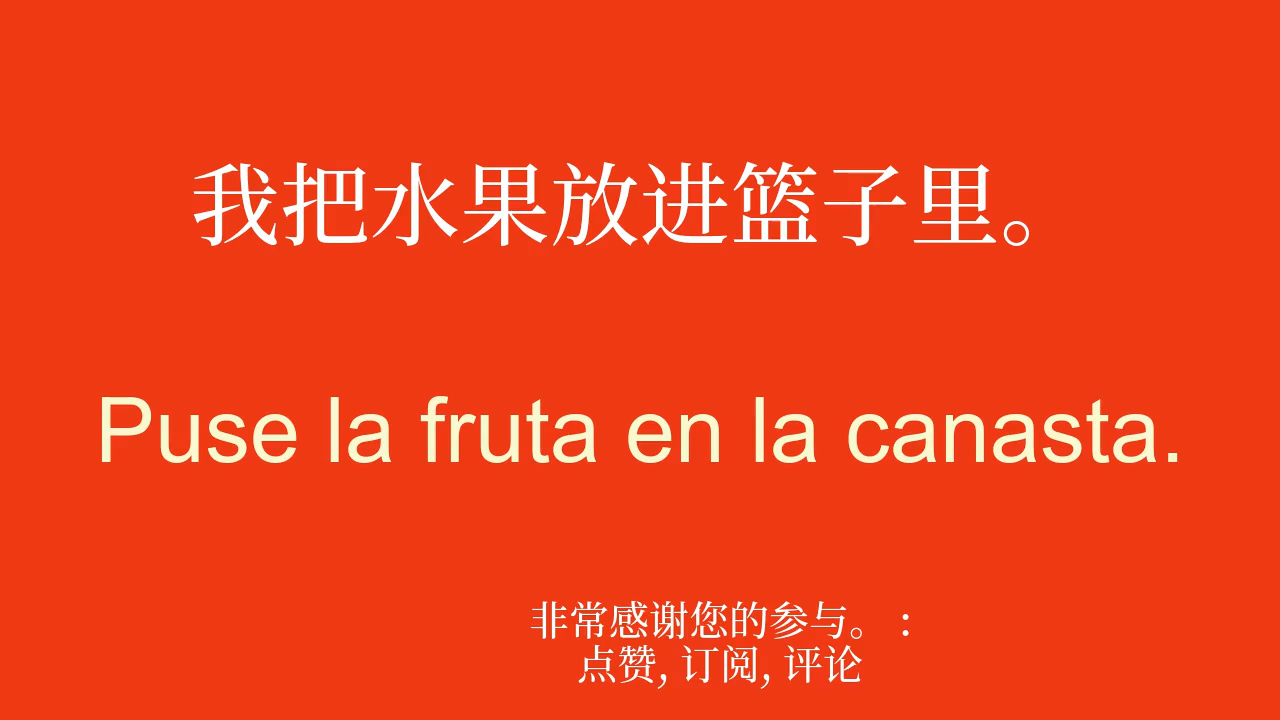 我把水果放进篮子里。
Puse la fruta en la canasta.
非常感谢您的参与。 :
点赞, 订阅, 评论